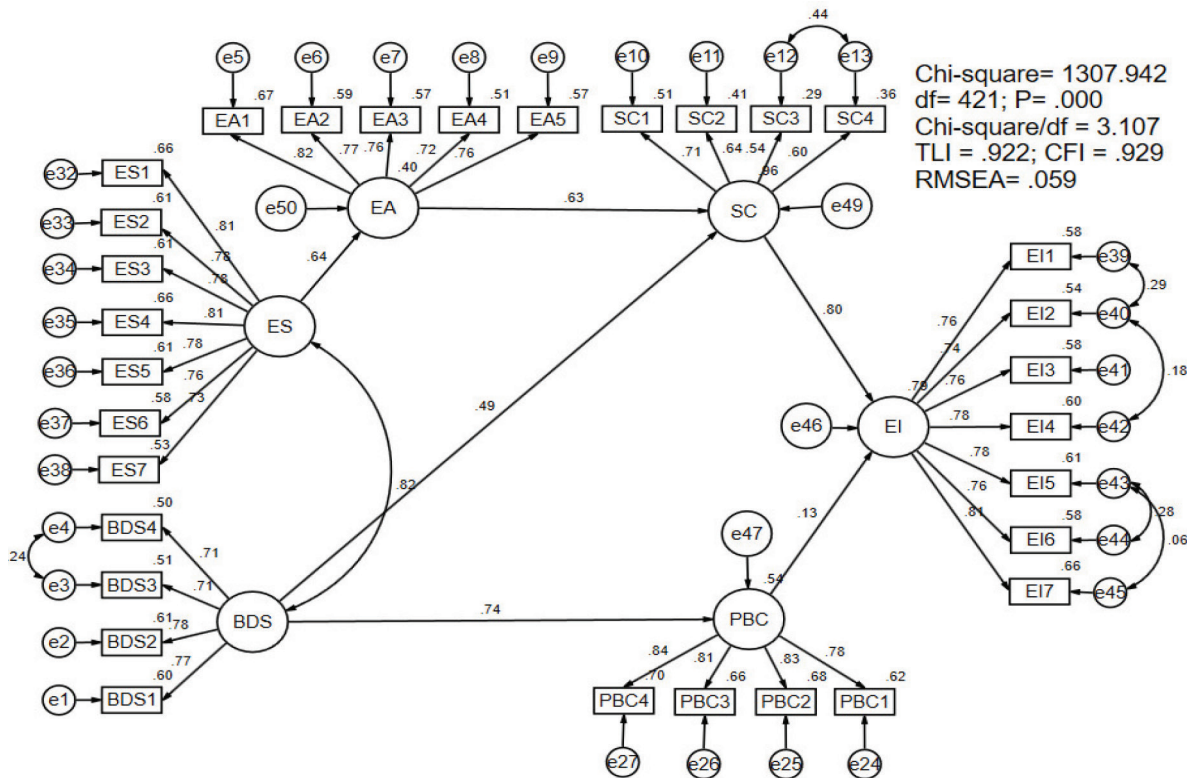 .44
e5 e6 e7 e8 e9 e10 e11 e12 e13
.67 .59 .57 .51 .57 .51 .41 .29 .36
EA1 EA2 EA3 EA4 EA5 SC1 SC2 SC3 SC4
.82 .77 .76 .72 .76 .71 .64 .54 .60
.40 .96
Chi-square= 1307.942
df= 421; P= .000
Chi-square/df = 3.107
TLI = .922; CFI = .929
RMSEA= .059
e50 EA .63 SC e49
.66
e32 ES1
.61
e33 ES2
.61
e34 ES3
.66
e35 ES4
.61
e36 ES5
.58
e37 ES6
.53
e38 ES7
.81
.78
.78
.81
.78
.76
.73
ES
.64
.80
.49
.82
.58
EI1 e39
.29
.54
EI2 e40
.58
EI3 e41
.18
.60
EI4 e42
.61
EI5 e43
.28
.58
EI6 e44
.06
.66
EI7 e45
.76
.74
.76
.78
.78
.76
.81
.79
e46 EI
.13
.50
e4 BDS4
.24
.51
e3 BDS3
.61
e2 BDS2
.60
e1 BDS1
.71
.71
.78
.77
BDS .74 PBC
e47
.54
.84 .81 .83 .78
.70 .66 .68 .62
PBC4 PBC3 PBC2 PBC1
e27 e26 e25 e24